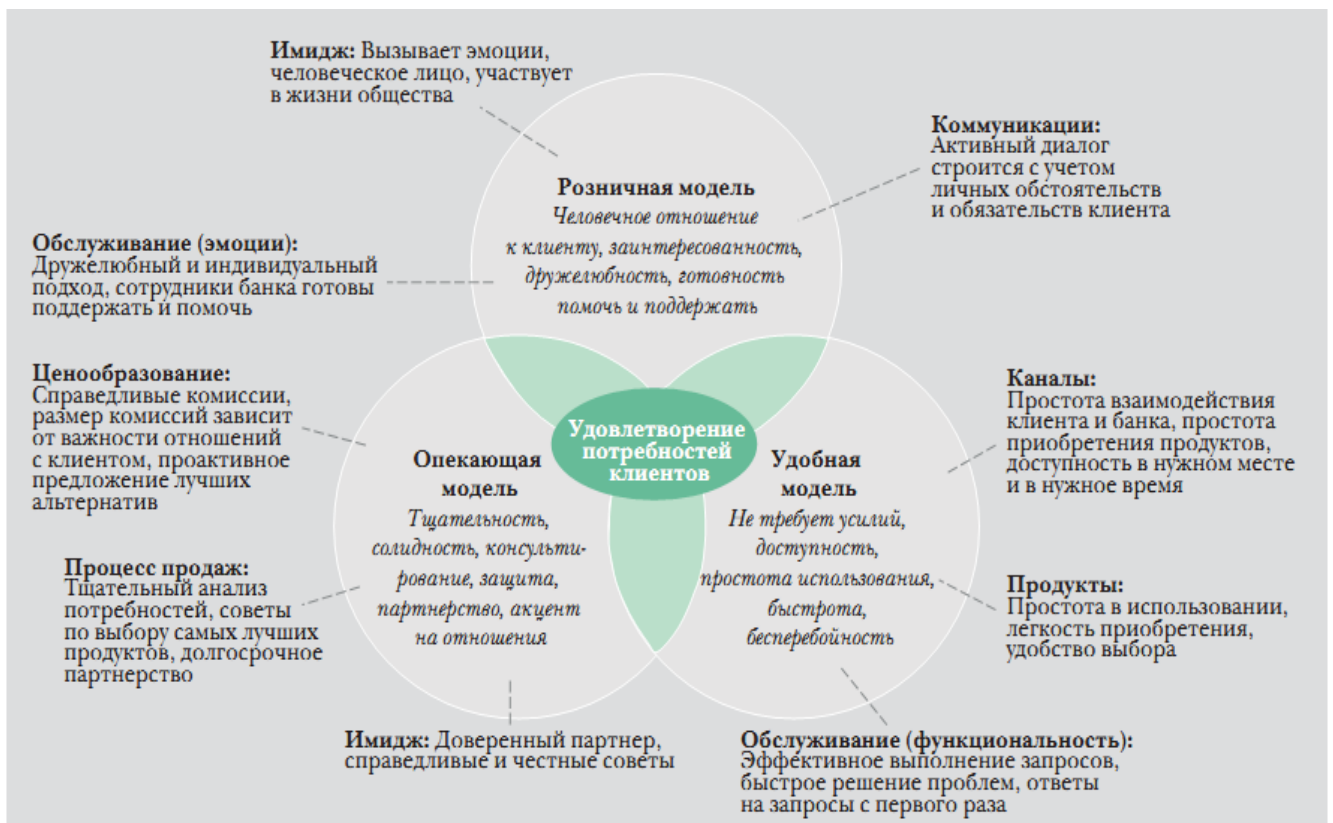 Имидж: Вызывает эмоции,
человеческое лицо, участвует
в жизни общества
Коммуникации:
Активный диалог
строится с учетом
личных обстоятельств
и обязательств клиента
Розничная модель
Человечное отношение
к клиенту, заинтересованность,
дружелюбность, готовность
помочь и поддержать
Обслуживание (эмоции):
Дружелюбный и индивидуальный
подход, сотрудники банка готовы
поддержать и помочь
Ценообразование:
Справедливые комиссии,
размер комиссий зависит
от важности отношений
с клиентом, проактивное
предложение лучших
альтернатив
Удовлетворение
потребностей
клиентов
Каналы:
Простота взаимодействия
клиента и банка, простота
приобретения продуктов,
доступность в нужном месте
и в нужное время
Опекающая
модель
Тщательность,
солидность, консульти-
рование, защита,
партнерство, акцент
на отношения
Удобная
модель
Не требует усилий,
доступность,
простота использования,
быстрота,
бесперебойность
Процесс продаж:
Тщательный анализ
потребностей, советы
по выбору самых лучших
продуктов, долгосрочное
партнерство
Продукты:
Простота в использовании,
легкость приобретения,
удобство выбора
Имидж: Доверенный партнер,
справедливые и честные советы
Обслуживание (функциональность):
Эффективное выполнение запросов,
быстрое решение проблем, ответы
на запросы с первого раза